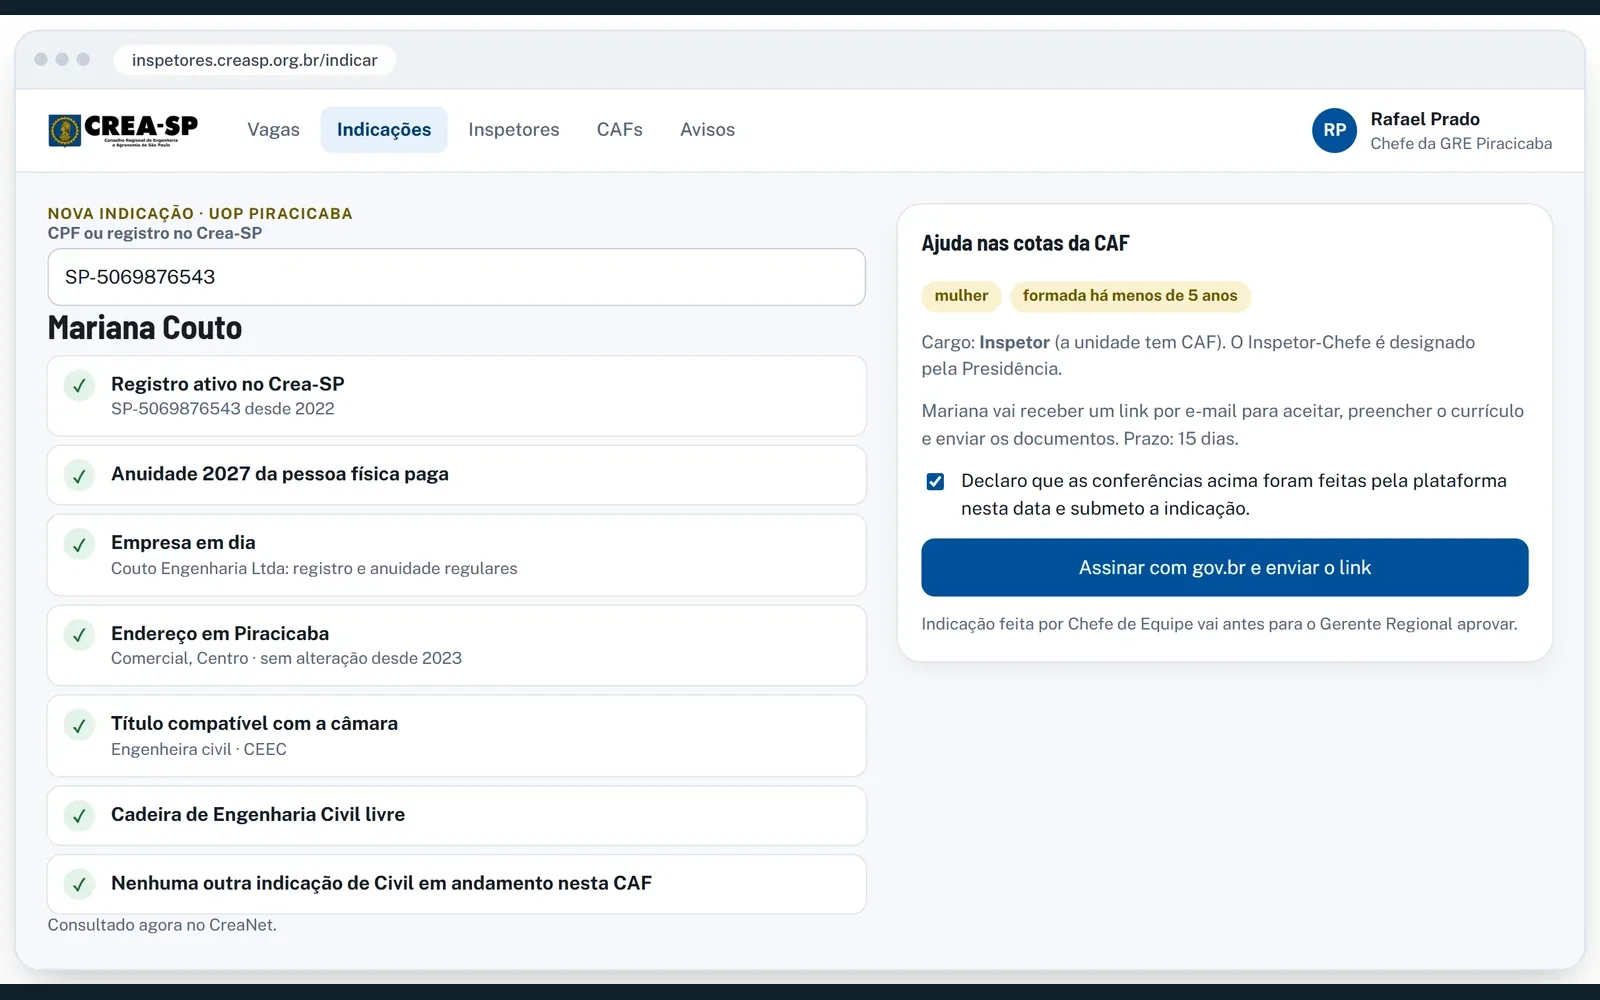 inspetores.creasp.org.br/indicar
CREA-SP
Conselho Regional de Engenharia
e Agronomia de São Paulo
Vagas
Indicações
Inspetores
CAFs
Avisos
RP
Rafael Prado
Chefe da GRE Piracicaba
NOVA INDICAÇÃO · UOP PIRACICABA
CPF ou registro no Crea-SP
SP-5069876543
Mariana Couto
Registro ativo no Crea-SP
SP-5069876543 desde 2022
Anuidade 2027 da pessoa física paga
Empresa em dia
Couto Engenharia Ltda: registro e anuidade regulares
Endereço em Piracicaba
Comercial, Centro · sem alteração desde 2023
Título compatível com a câmara
Engenheira civil · CEEC
Cadeira de Engenharia Civil livre
Nenhuma outra indicação de Civil em andamento nesta CAF
Consultado agora no CreaNet.
Ajuda nas cotas da CAF
mulher
formada há menos de 5 anos
Cargo: Inspetor (a unidade tem CAF). O Inspetor-Chefe é designado
pela Presidência.
Mariana vai receber um link por e-mail para aceitar, preencher o currículo
e enviar os documentos. Prazo: 15 dias.
Declaro que as conferências acima foram feitas pela plataforma
nesta data e submeto a indicação.
Assinar com gov.br e enviar o link
Indicação feita por Chefe de Equipe vai antes para o Gerente Regional aprovar.